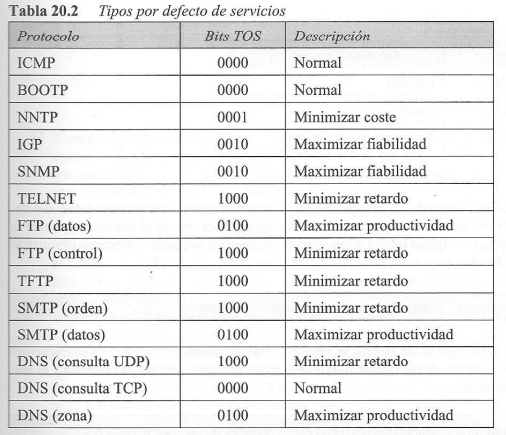 Tabla 20.2 Tipos por defecto de servicios
Protocolo Bits TOS Descripción
ICMP 0000 Normal
BOOTP 0000 Normal
NNTP 0001 Minimizar coste
IGP 0010 Maximizar fiabilidad
SNMP 0010 Maximizar fiabilidad
TELNET 1000 Minimizar retardo
FTP (datos) 0100 Maximizar productividad
FTP (control) 1000 Minimizar retardo
TFTP 1000 Minimizar retardo
SMTP (orden) 1000 Minimizar retardo
SMTP (datos) 0100 Maximizar productividad
DNS (consulta UDP) 1000 Minimizar retardo
DNS (consulta TCP) 0000 Normal
DNS (zona) 0100 Maximizar productividad